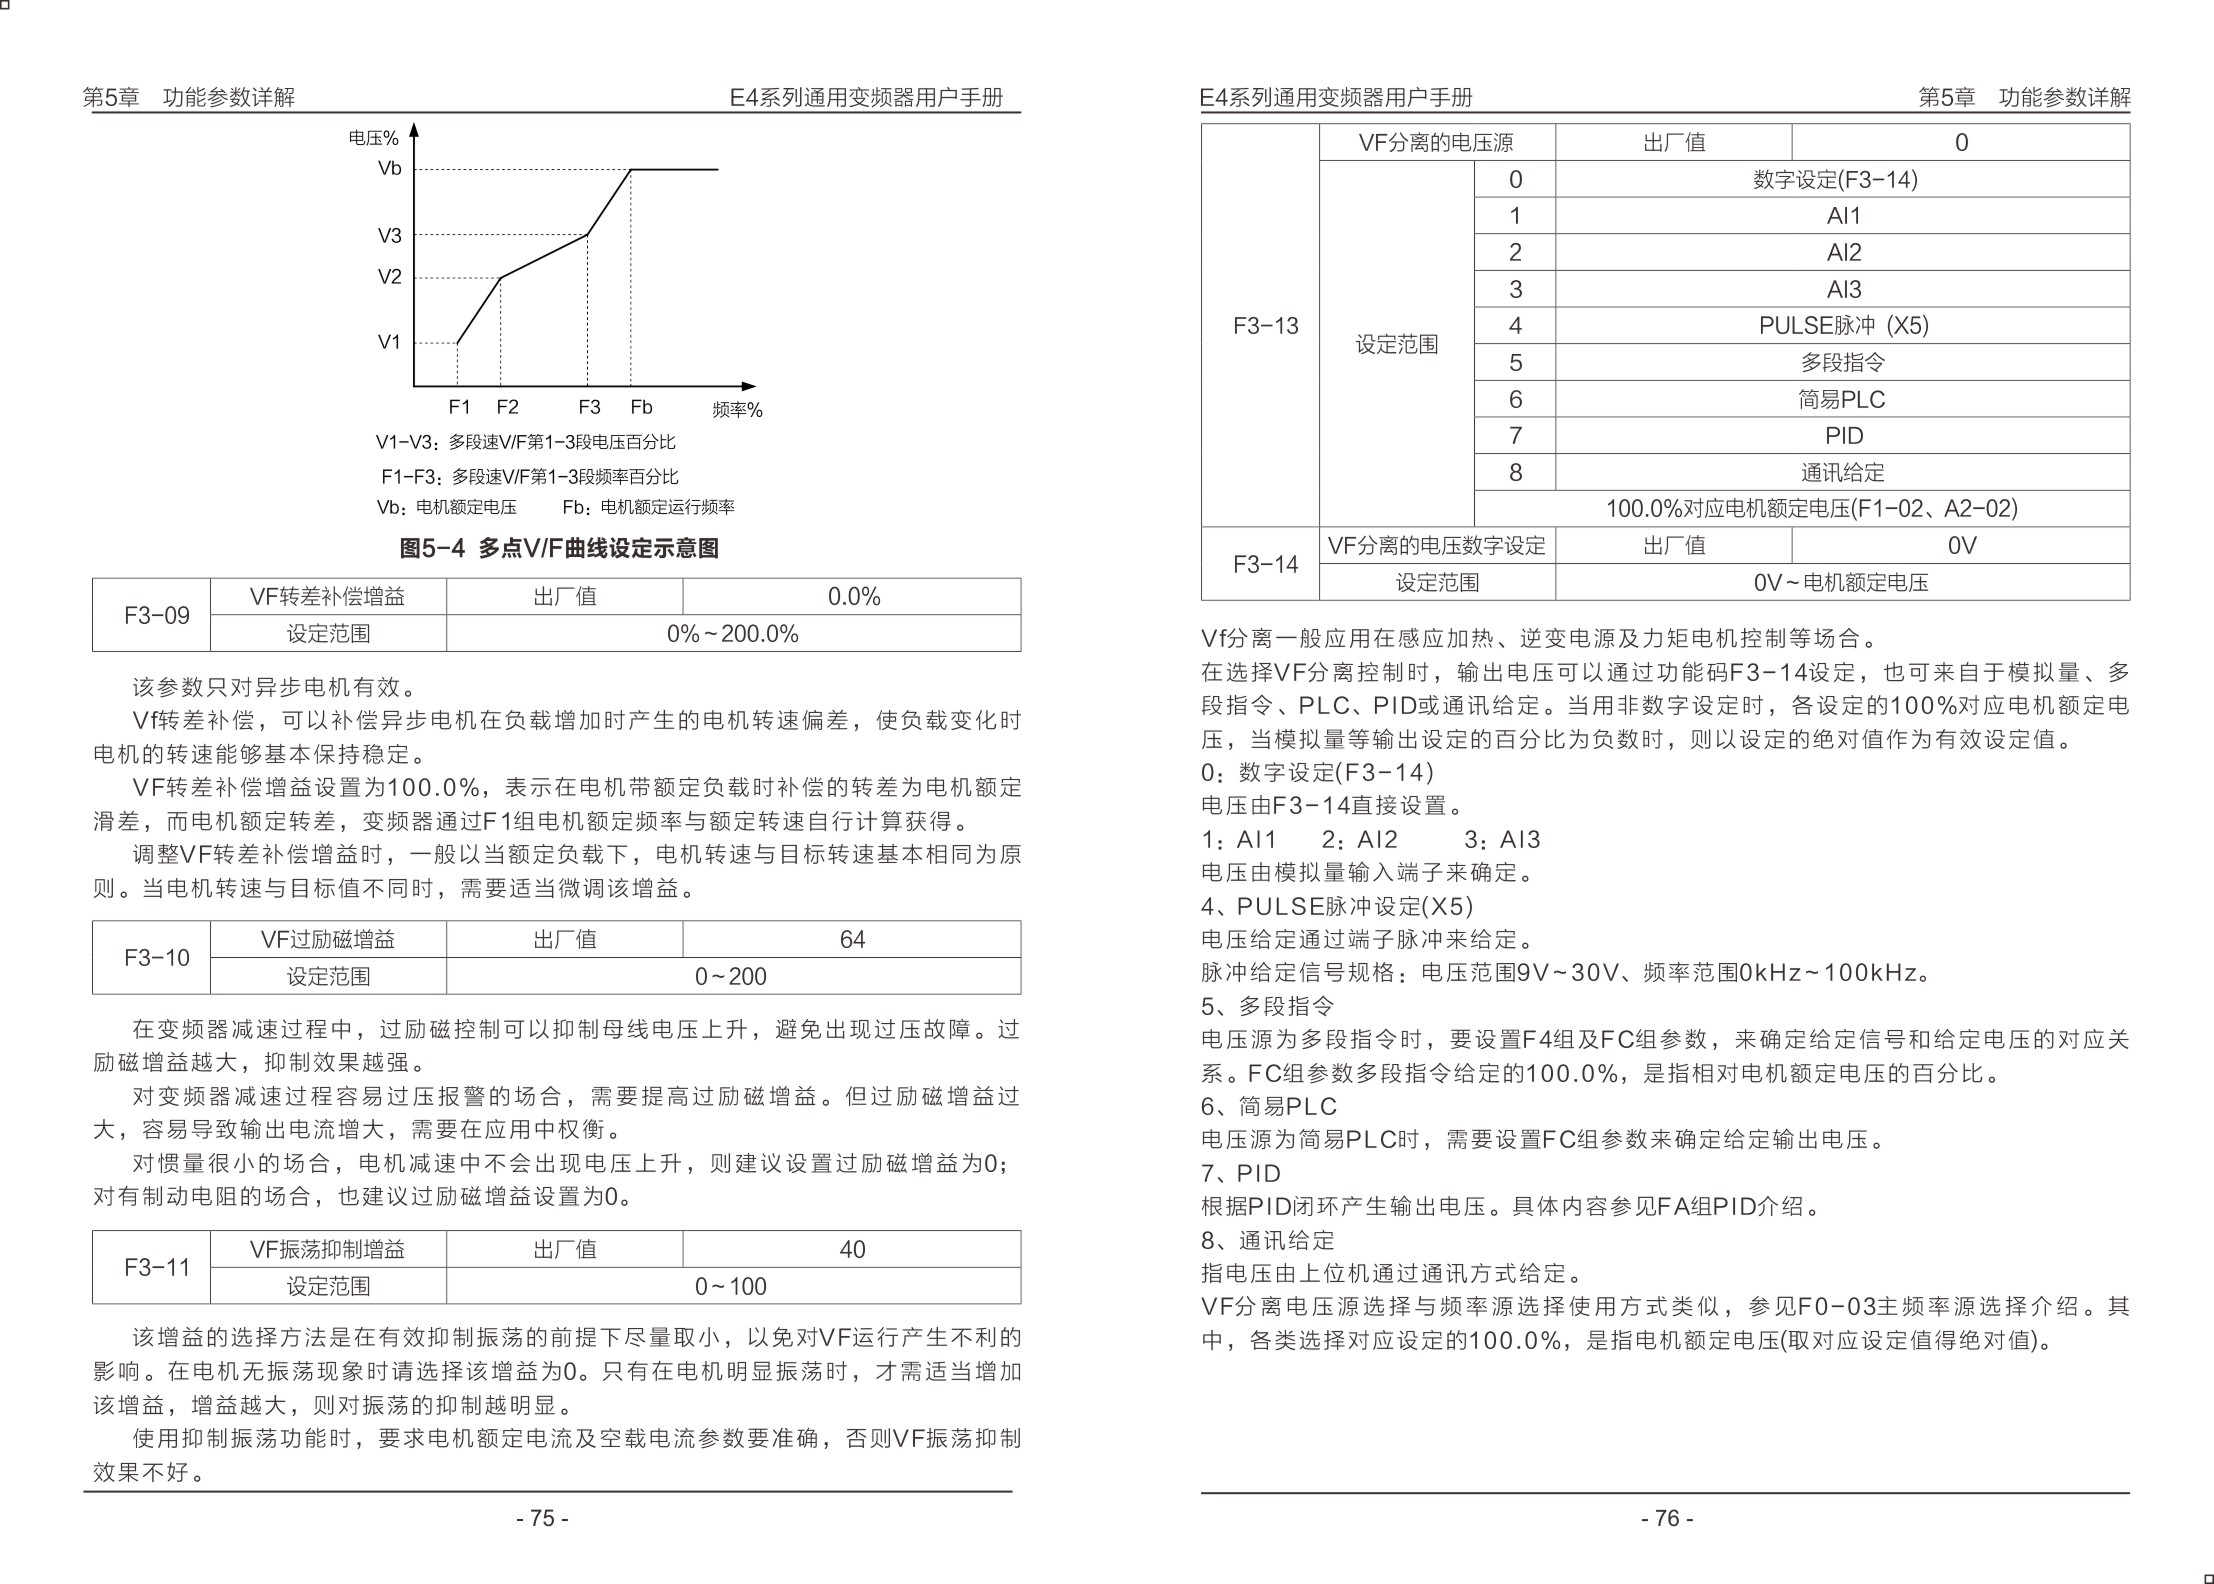 第5章 功能参数详解 E4系列通用变频器用户手册
电压%
Vb
V3
V2
V1
F1 F2 F3 Fb 频率%
V1-V3：多段速V/F第1-3段电压百分比
F1-F3：多段速V/F第1-3段频率百分比
Vb：电机额定电压 Fb：电机额定运行频率
图5-4 多点V/F曲线设定示意图
F3-09 VF转差补偿增益 出厂值 0.0%
设定范围 0%~200.0%
该参数只对异步电机有效。
Vf转差补偿，可以补偿异步电机在负载增加时产生的电机转速偏差，使负载变化时
电机的转速能够基本保持稳定。
VF转差补偿增益设置为100.0%，表示在电机带额定负载时补偿的转差为电机额定
滑差，而电机额定转差，变频器通过F1组电机额定频率与额定转速自行计算获得。
调整VF转差补偿增益时，一般以当额定负载下，电机转速与目标转速基本相同为原
则。当电机转速与目标值不同时，需要适当微调该增益。
F3-10 VF过励磁增益 出厂值 64
设定范围 0~200
在变频器减速过程中，过励磁控制可以抑制母线电压上升，避免出现过压故障。过
励磁增益越大，抑制效果越强。
对变频器减速过程容易过压报警的场合，需要提高过励磁增益。但过励磁增益过
大，容易导致输出电流增大，需要在应用中权衡。
对惯量很小的场合，电机减速中不会出现电压上升，则建议设置过励磁增益为0；
对有制动电阻的场合，也建议过励磁增益设置为0。
F3-11 VF振荡抑制增益 出厂值 40
设定范围 0~100
该增益的选择方法是在有效抑制振荡的前提下尽量取小，以免对VF运行产生不利的
影响。在电机无振荡现象时请选择该增益为0。只有在电机明显振荡时，才需适当增加
该增益，增益越大，则对振荡的抑制越明显。
使用抑制振荡功能时，要求电机额定电流及空载电流参数要准确，否则VF振荡抑制
效果不好。
- 75 -
E4系列通用变频器用户手册 第5章 功能参数详解
F3-13 VF分离的电压源 出厂值 0
设定范围 0 数字设定(F3-14)
1 AI1
2 AI2
3 AI3
4 PULSE脉冲 (X5)
5 多段指令
6 简易PLC
7 PID
8 通讯给定
100.0%对应电机额定电压(F1-02、A2-02)
F3-14 VF分离的电压数字设定 出厂值 0V
设定范围 0V~电机额定电压
Vf分离一般应用在感应加热、逆变电源及力矩电机控制等场合。
在选择VF分离控制时，输出电压可以通过功能码F3-14设定，也可来自于模拟量、多
段指令、PLC、PID或通讯给定。当用非数字设定时，各设定的100%对应电机额定电
压，当模拟量等输出设定的百分比为负数时，则以设定的绝对值作为有效设定值。
0：数字设定(F3-14)
电压由F3-14直接设置。
1：AI1 2：AI2 3：AI3
电压由模拟量输入端子来确定。
4、PULSE脉冲设定(X5)
电压给定通过端子脉冲来给定。
脉冲给定信号规格：电压范围9V~30V、频率范围0kHz~100kHz。
5、多段指令
电压源为多段指令时，要设置F4组及FC组参数，来确定给定信号和给定电压的对应关
系。FC组参数多段指令给定的100.0%，是指相对电机额定电压的百分比。
6、简易PLC
电压源为简易PLC时，需要设置FC组参数来确定给定输出电压。
7、PID
根据PID闭环产生输出电压。具体内容参见FA组PID介绍。
8、通讯给定
指电压由上位机通过通讯方式给定。
VF分离电压源选择与频率源选择使用方式类似，参见F0-03主频率源选择介绍。其
中，各类选择对应设定的100.0%，是指电机额定电压(取对应设定值得绝对值)。
- 76 -